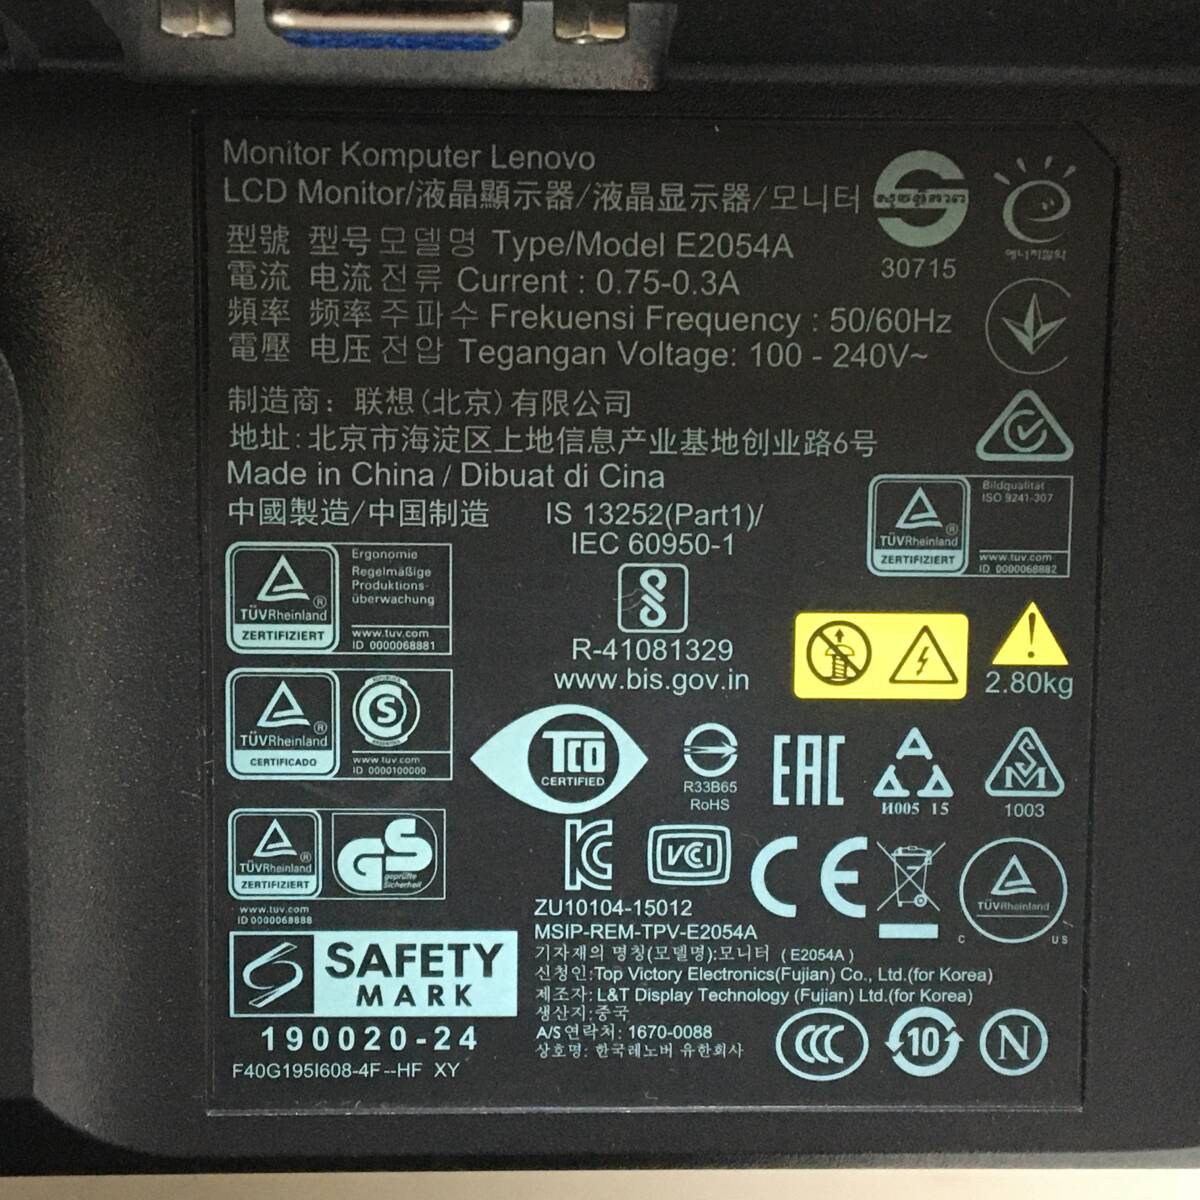 Monitor Komputer Lenovo
LCD Monitor/液晶顯示器/液晶显示器/모니터
型號 型号 모델명 Type/Model E2054A
電流 电流 전류 Current : 0.75-0.3A
頻率 频率 주파수 Frekuensi Frequency : 50/60Hz
電壓 电压 전압 Tegangan Voltage: 100 - 240V~
30715
에너지절약
制造商: 联想(北京)有限公司
地址:北京市海淀区上地信息产业基地创业路6号
Made in China / Dibuat di Cina
中國製造/中国制造
IS 13252(Part1)/
IEC 60950-1
R-41081329
www.bis.gov.in
TÜVRheinland
ZERTIFIZIERT
Bildqualität
ISO 9241-307
www.tuv.com
ID 0000068882
TÜVRheinland
ZERTIFIZIERT
Ergonomie
Regelmäßige
Produktions-
überwachung
www.tuv.com
ID 0000068881
2.80kg
TÜVRheinland
CERTIFICADO
S
www.tuv.com
ID 0000100000
TCO
CERTIFIED
R33B65
RoHS
EAC
И005 15
SM
1003
TÜVRheinland
ZERTIFIZIERT
GS
geprüfte
Sicherheit
www.tuv.com
ID 0000068888
KC
VCCI
CE
TÜVRheinland
C US
SAFETY
MARK
190020-24
F40G195I608-4F--HF XY
ZU10104-15012
MSIP-REM-TPV-E2054A
기자재의 명칭(모델명):모니터 (E2054A)
신청인:Top Victory Electronics(Fujian) Co., Ltd.(for Korea)
제조자: L&T Display Technology (Fujian) Ltd.(for Korea)
생산지:중국
A/S연락처: 1670-0088
상호명: 한국레노버 유한회사
CCC
10
N